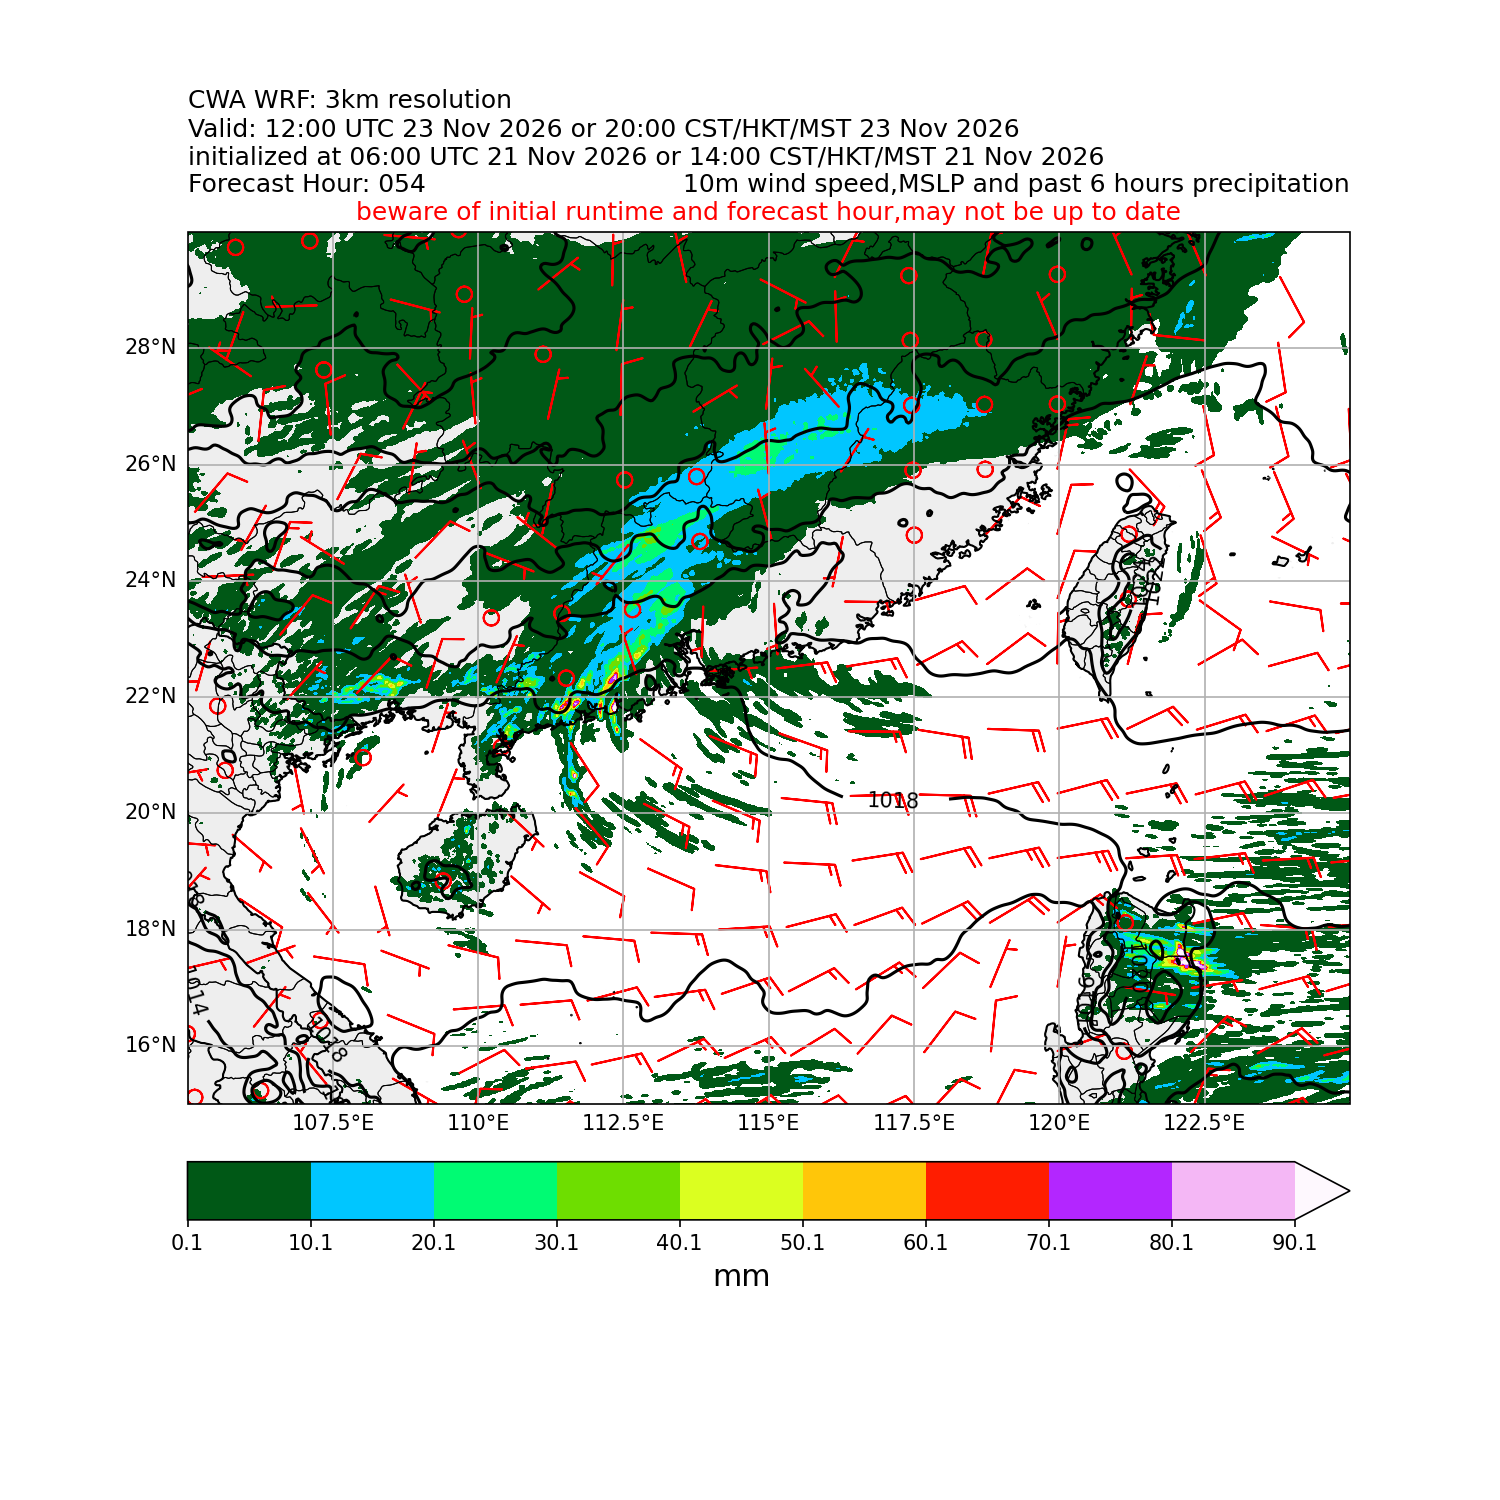 CWA WRF: 3km resolution
Valid: 12:00 UTC 23 Nov 2026 or 20:00 CST/HKT/MST 23 Nov 2026
initialized at 06:00 UTC 21 Nov 2026 or 14:00 CST/HKT/MST 21 Nov 2026
Forecast Hour: 054 10m wind speed,MSLP and past 6 hours precipitation
beware of initial runtime and forecast hour,may not be up to date
28°N
26°N
24°N
1022
22°N
1018
20°N
18°N
1018
16°N
107.5°E 110°E 112.5°E 115°E 117.5°E 120°E 122.5°E
0.1 10.1 20.1 30.1 40.1 50.1 60.1 70.1 80.1 90.1
mm